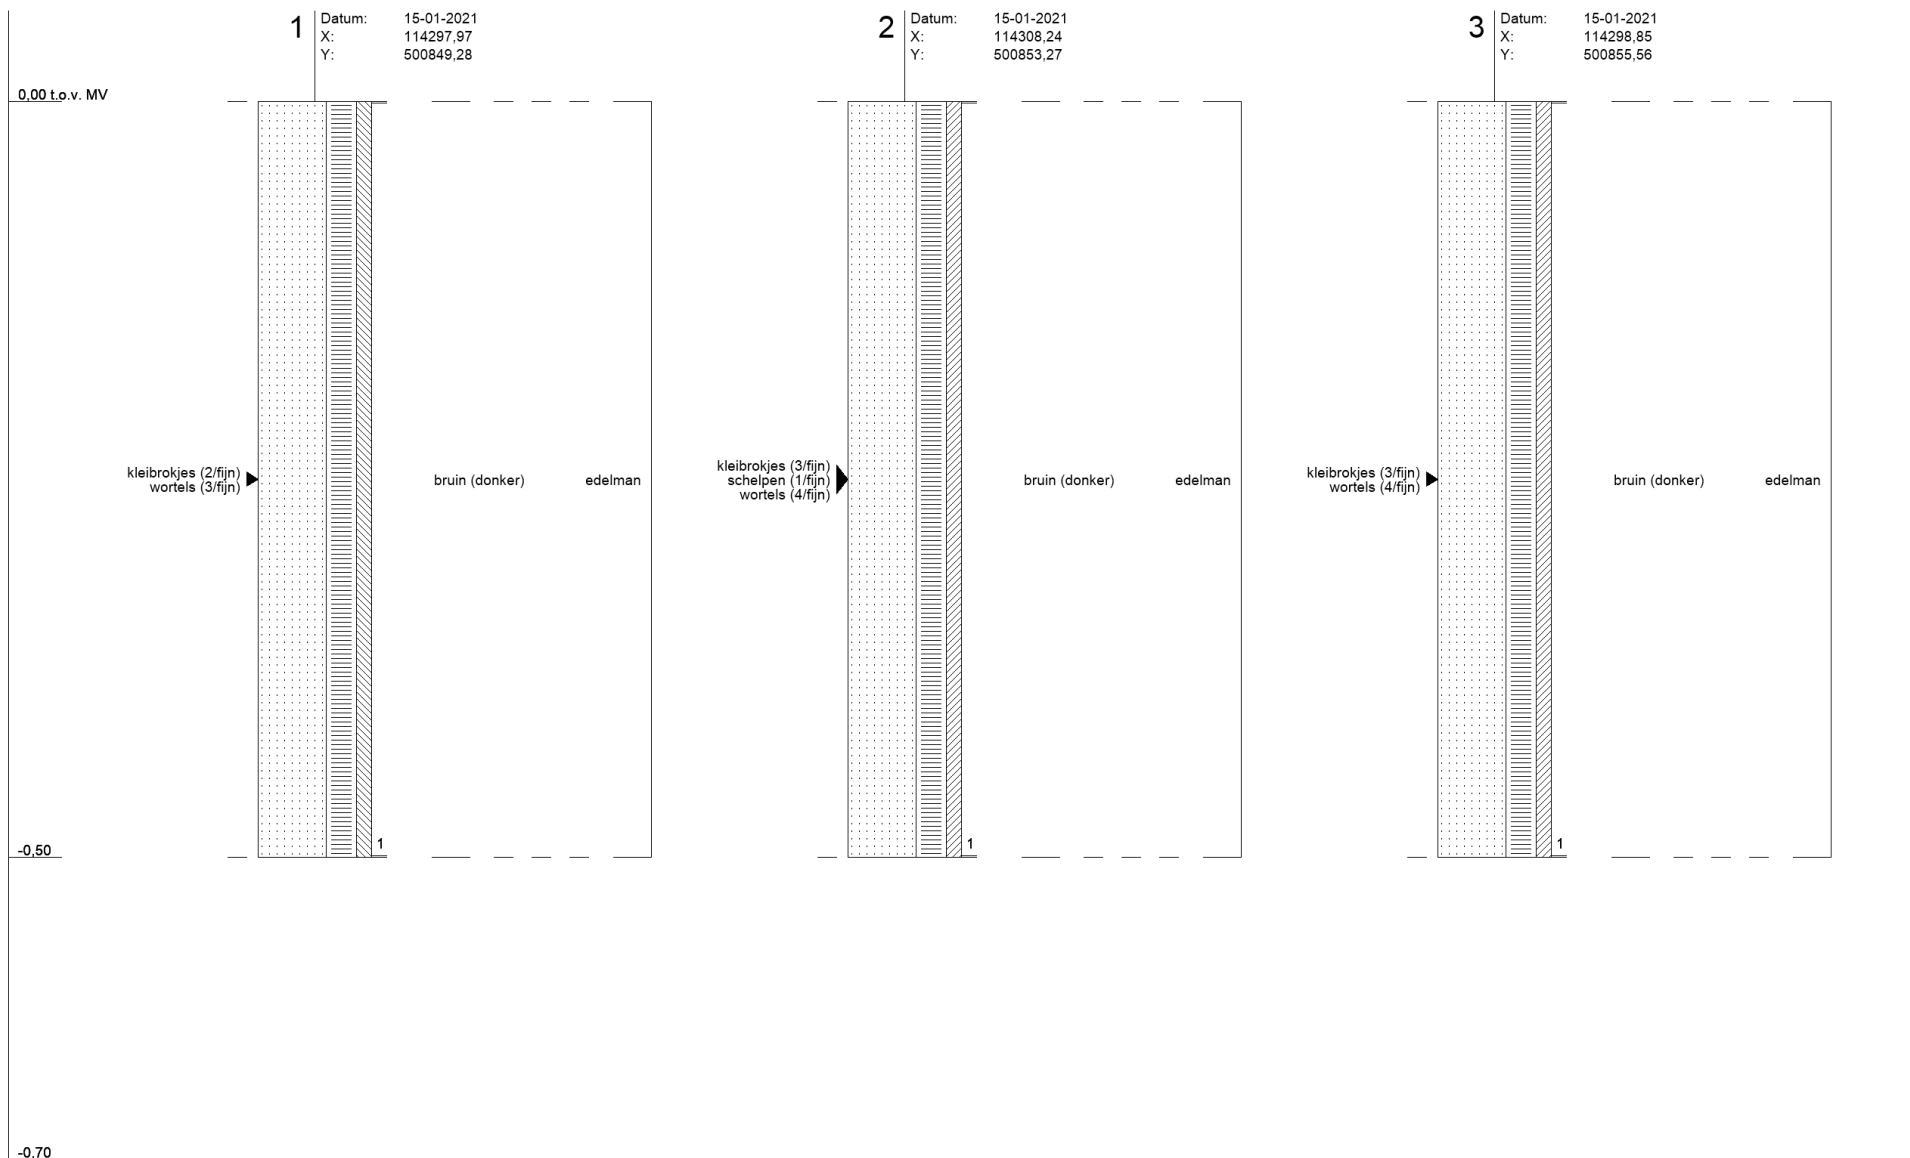 1
Datum: 15-01-2021
X: 114297,97
Y: 500849,28
2
Datum: 15-01-2021
X: 114308,24
Y: 500853,27
3
Datum: 15-01-2021
X: 114298,85
Y: 500855,56
0,00 t.o.v. MV
kleibrokjes (2/fijn)
wortels (3/fijn)
bruin (donker)
edelman
1
kleibrokjes (3/fijn)
schelpen (1/fijn)
wortels (4/fijn)
bruin (donker)
edelman
1
kleibrokjes (3/fijn)
wortels (4/fijn)
bruin (donker)
edelman
1
-0,50
-0,70